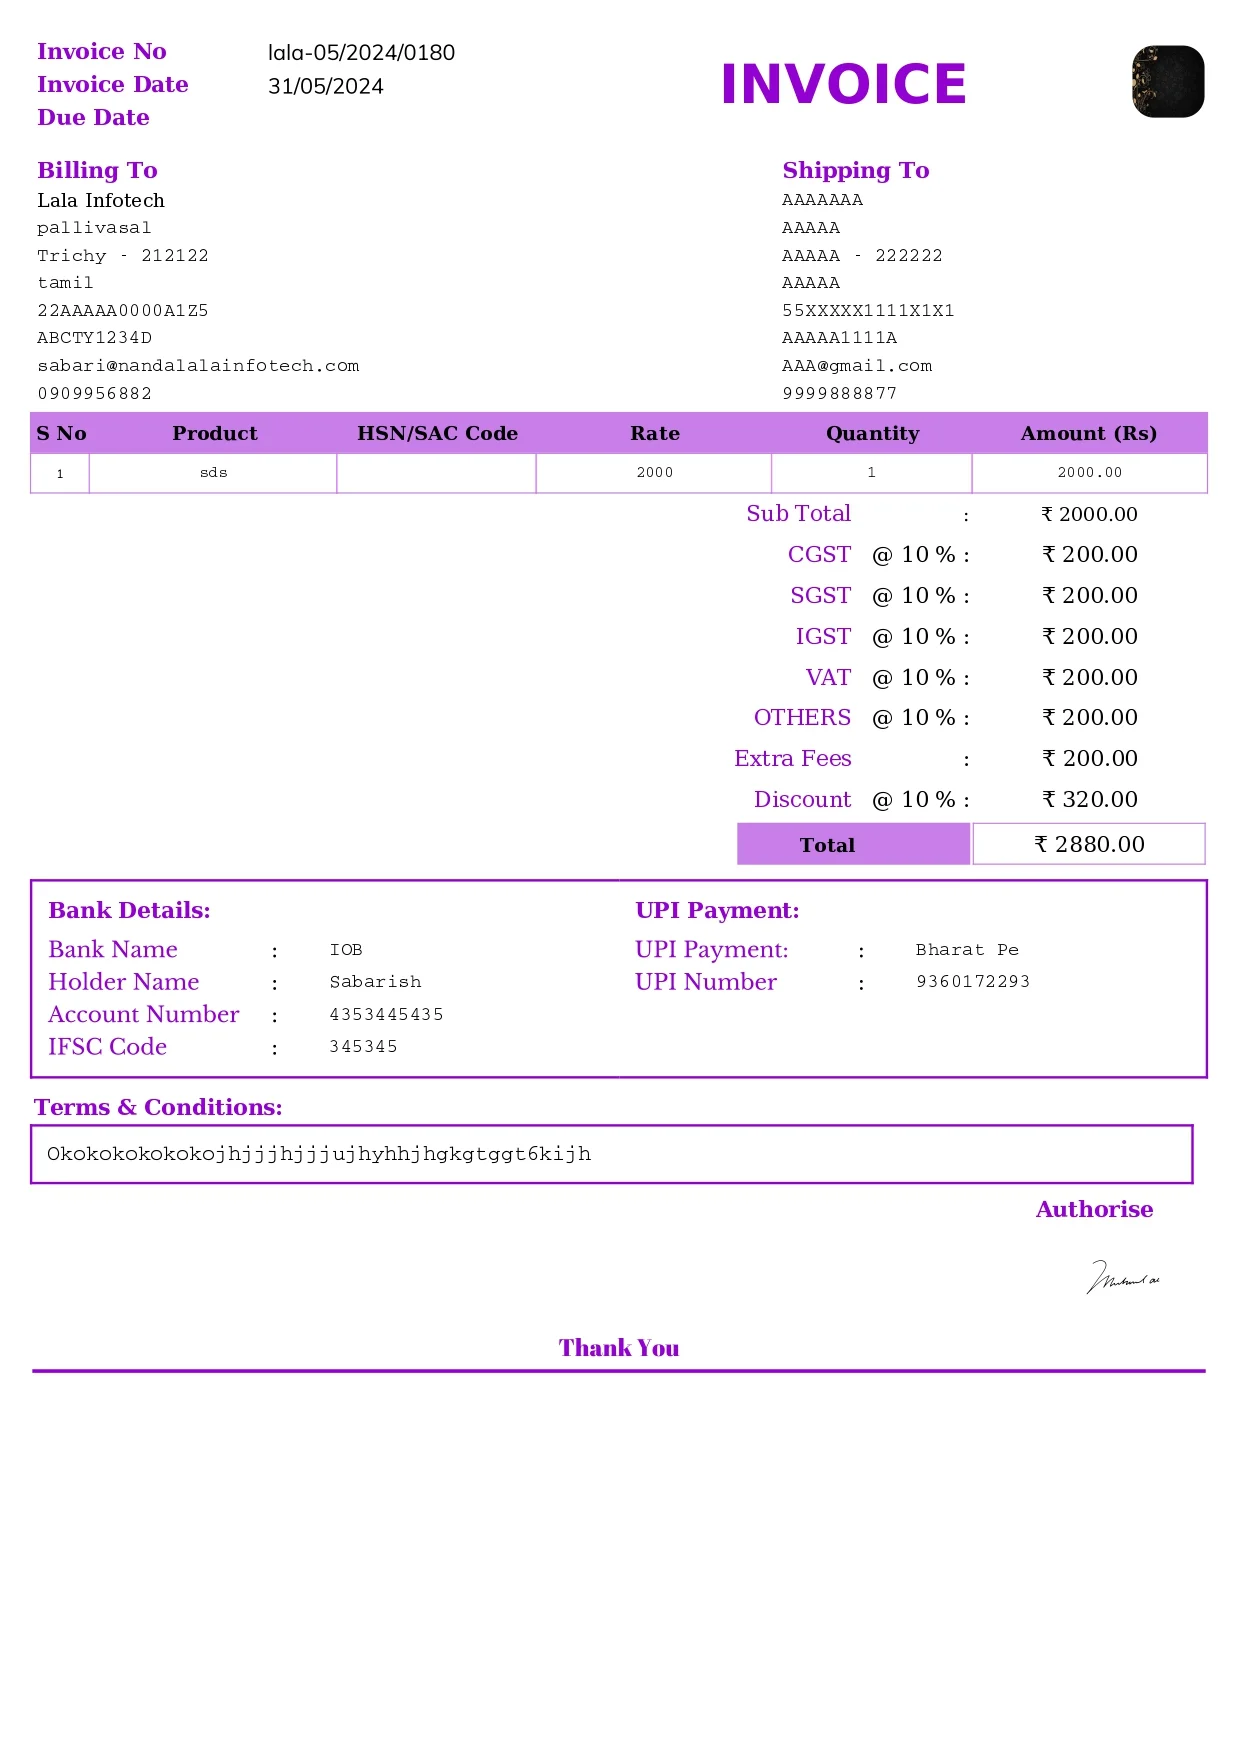 Invoice No lala-05/2024/0180
Invoice Date 31/05/2024
Due Date
INVOICE
Billing To
Lala Infotech
pallivasal
Trichy - 212122
tamil
22AAAAA0000A1Z5
ABCTY1234D
sabari@nandalalainfotech.com
0909956882
Shipping To
AAAAAAA
AAAAA
AAAAA - 222222
AAAAA
55XXXXX1111X1X1
AAAAA1111A
AAA@gmail.com
9999888877
S No Product HSN/SAC Code Rate Quantity Amount (Rs)
1 sds 2000 1 2000.00
Sub Total : ₹ 2000.00
CGST @ 10 % : ₹ 200.00
SGST @ 10 % : ₹ 200.00
IGST @ 10 % : ₹ 200.00
VAT @ 10 % : ₹ 200.00
OTHERS @ 10 % : ₹ 200.00
Extra Fees : ₹ 200.00
Discount @ 10 % : ₹ 320.00
Total ₹ 2880.00
Bank Details:
Bank Name : IOB
Holder Name : Sabarish
Account Number : 4353445435
IFSC Code : 345345
UPI Payment:
UPI Payment: : Bharat Pe
UPI Number : 9360172293
Terms & Conditions:
Okokokokokokojhjjjhjjjujhyhhjhgkgtggt6kijh
Authorise
Thank You